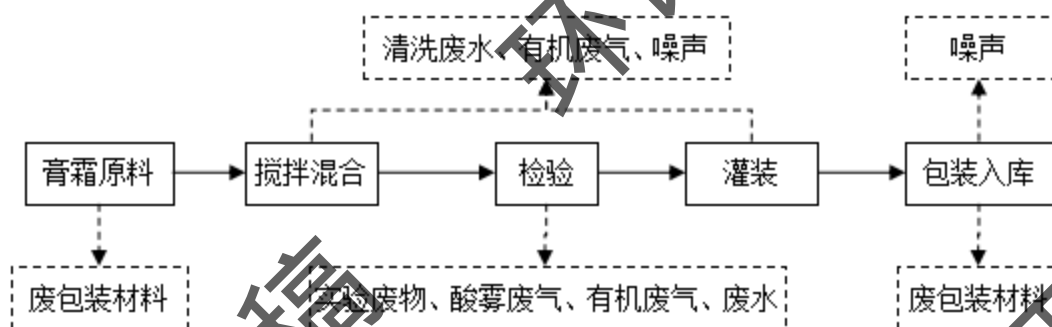 清洗废水、有机废气、噪声
噪声
膏霜原料
搅拌混合
检验
灌装
包装入库
废包装材料
实验废物、酸雾废气、有机废气、废水
废包装材料
稿
环